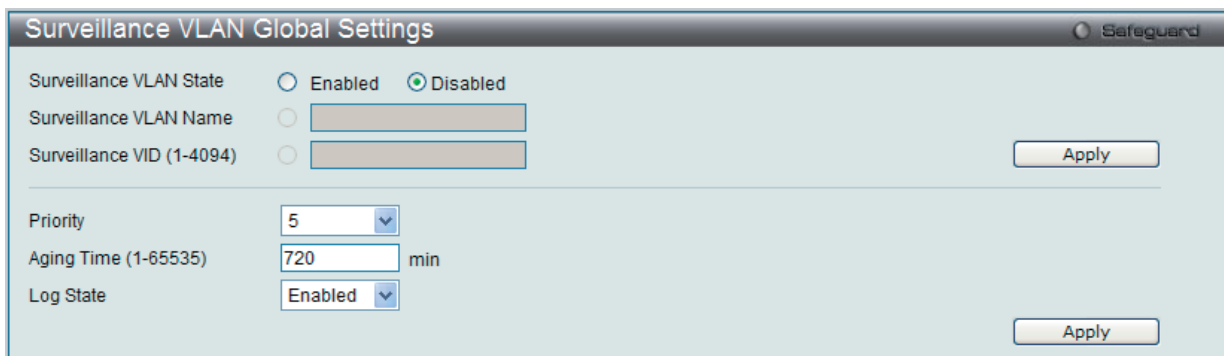 Surveillance VLAN Global Settings
Safeguard
Surveillance VLAN State Enabled Disabled
Surveillance VLAN Name
Surveillance VID (1-4094) Apply
Priority 5
Aging Time (1-65535) 720 min
Log State Enabled
Apply